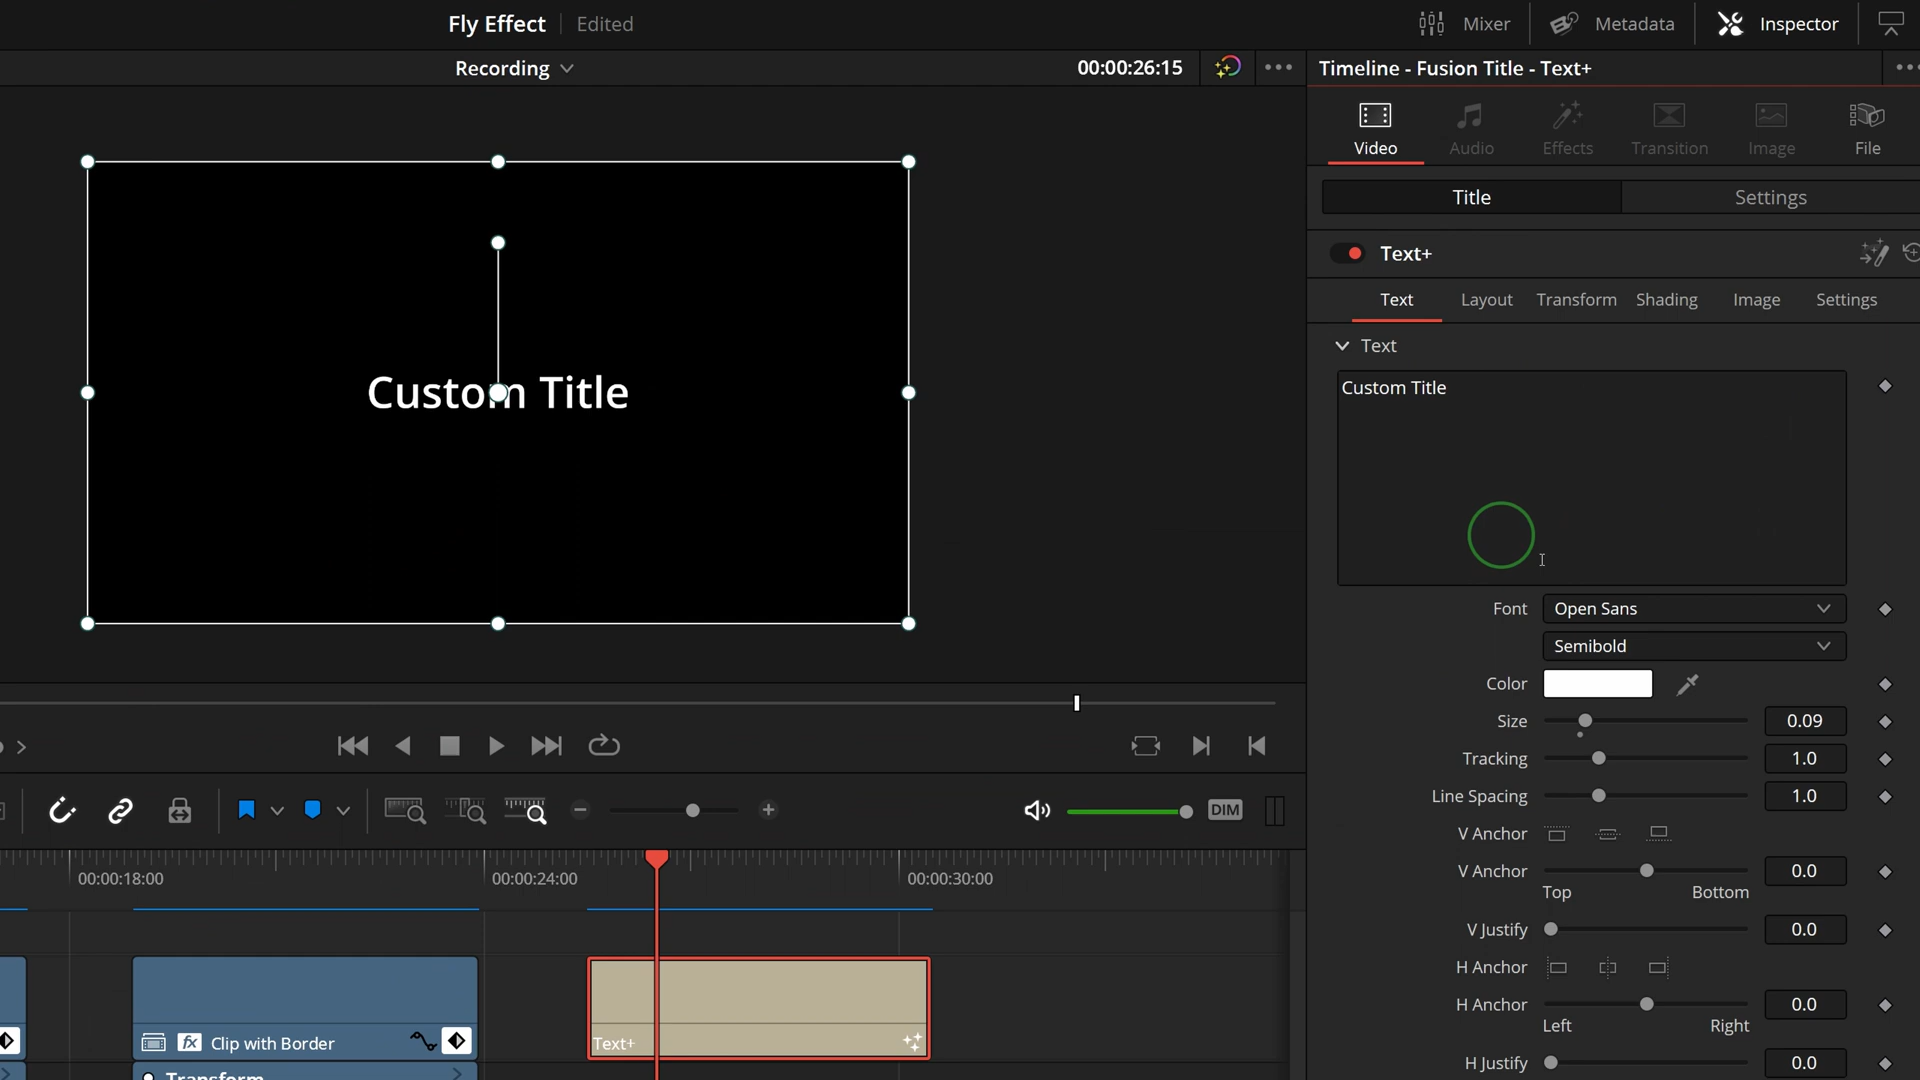 Fly Effect
Edited
Mixer
Metadata
Inspector
Recording
00:00:26:15
Timeline - Fusion Title - Text+
Video
Audio
Effects
Transition
Image
File
Title
Settings
Text+
Text
Layout
Transform
Shading
Image
Settings
Text
Custom Title
Custom Title
Font
Open Sans
Semibold
Color
Size
0.09
Tracking
1.0
Line Spacing
1.0
V Anchor
V Anchor
0.0
Top
Bottom
V Justify
0.0
H Anchor
H Anchor
0.0
Left
Right
H Justify
0.0
DIM
00:00:18:00
00:00:24:00
00:00:30:00
fx
Clip with Border
Text+
Transform